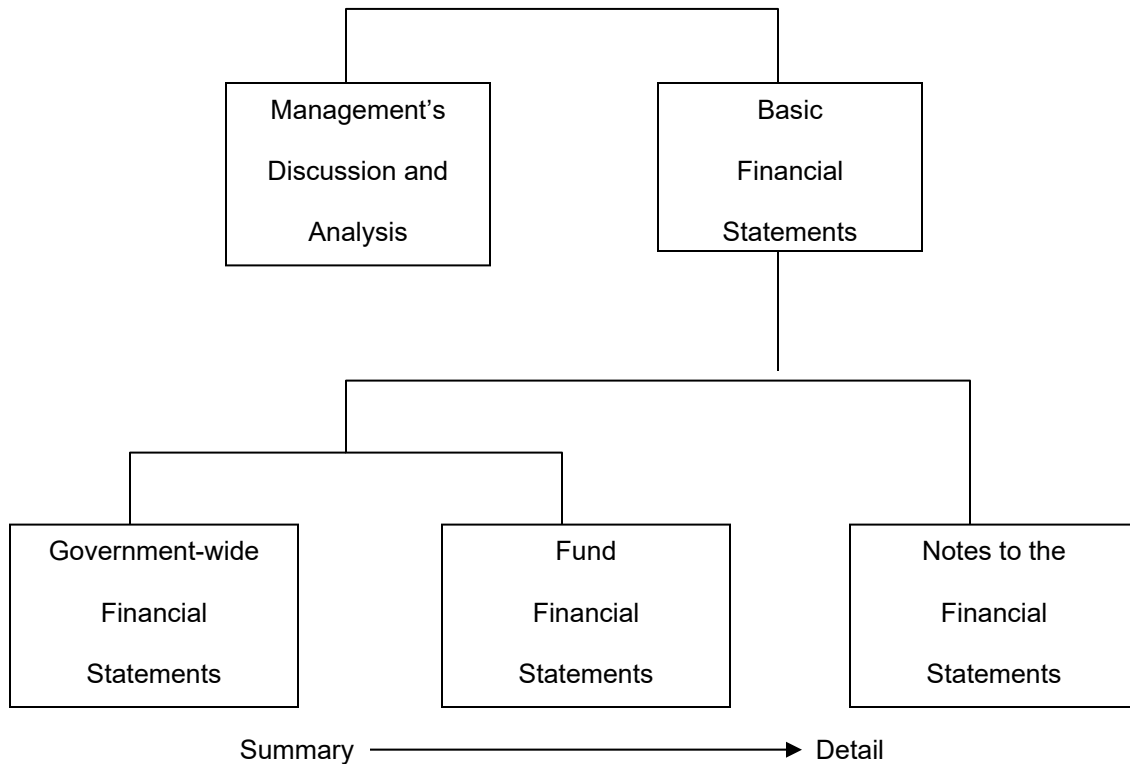 Management’s
Discussion and
Analysis
Basic
Financial
Statements
Government-wide
Financial
Statements
Fund
Financial
Statements
Notes to the
Financial
Statements
Summary
Detail